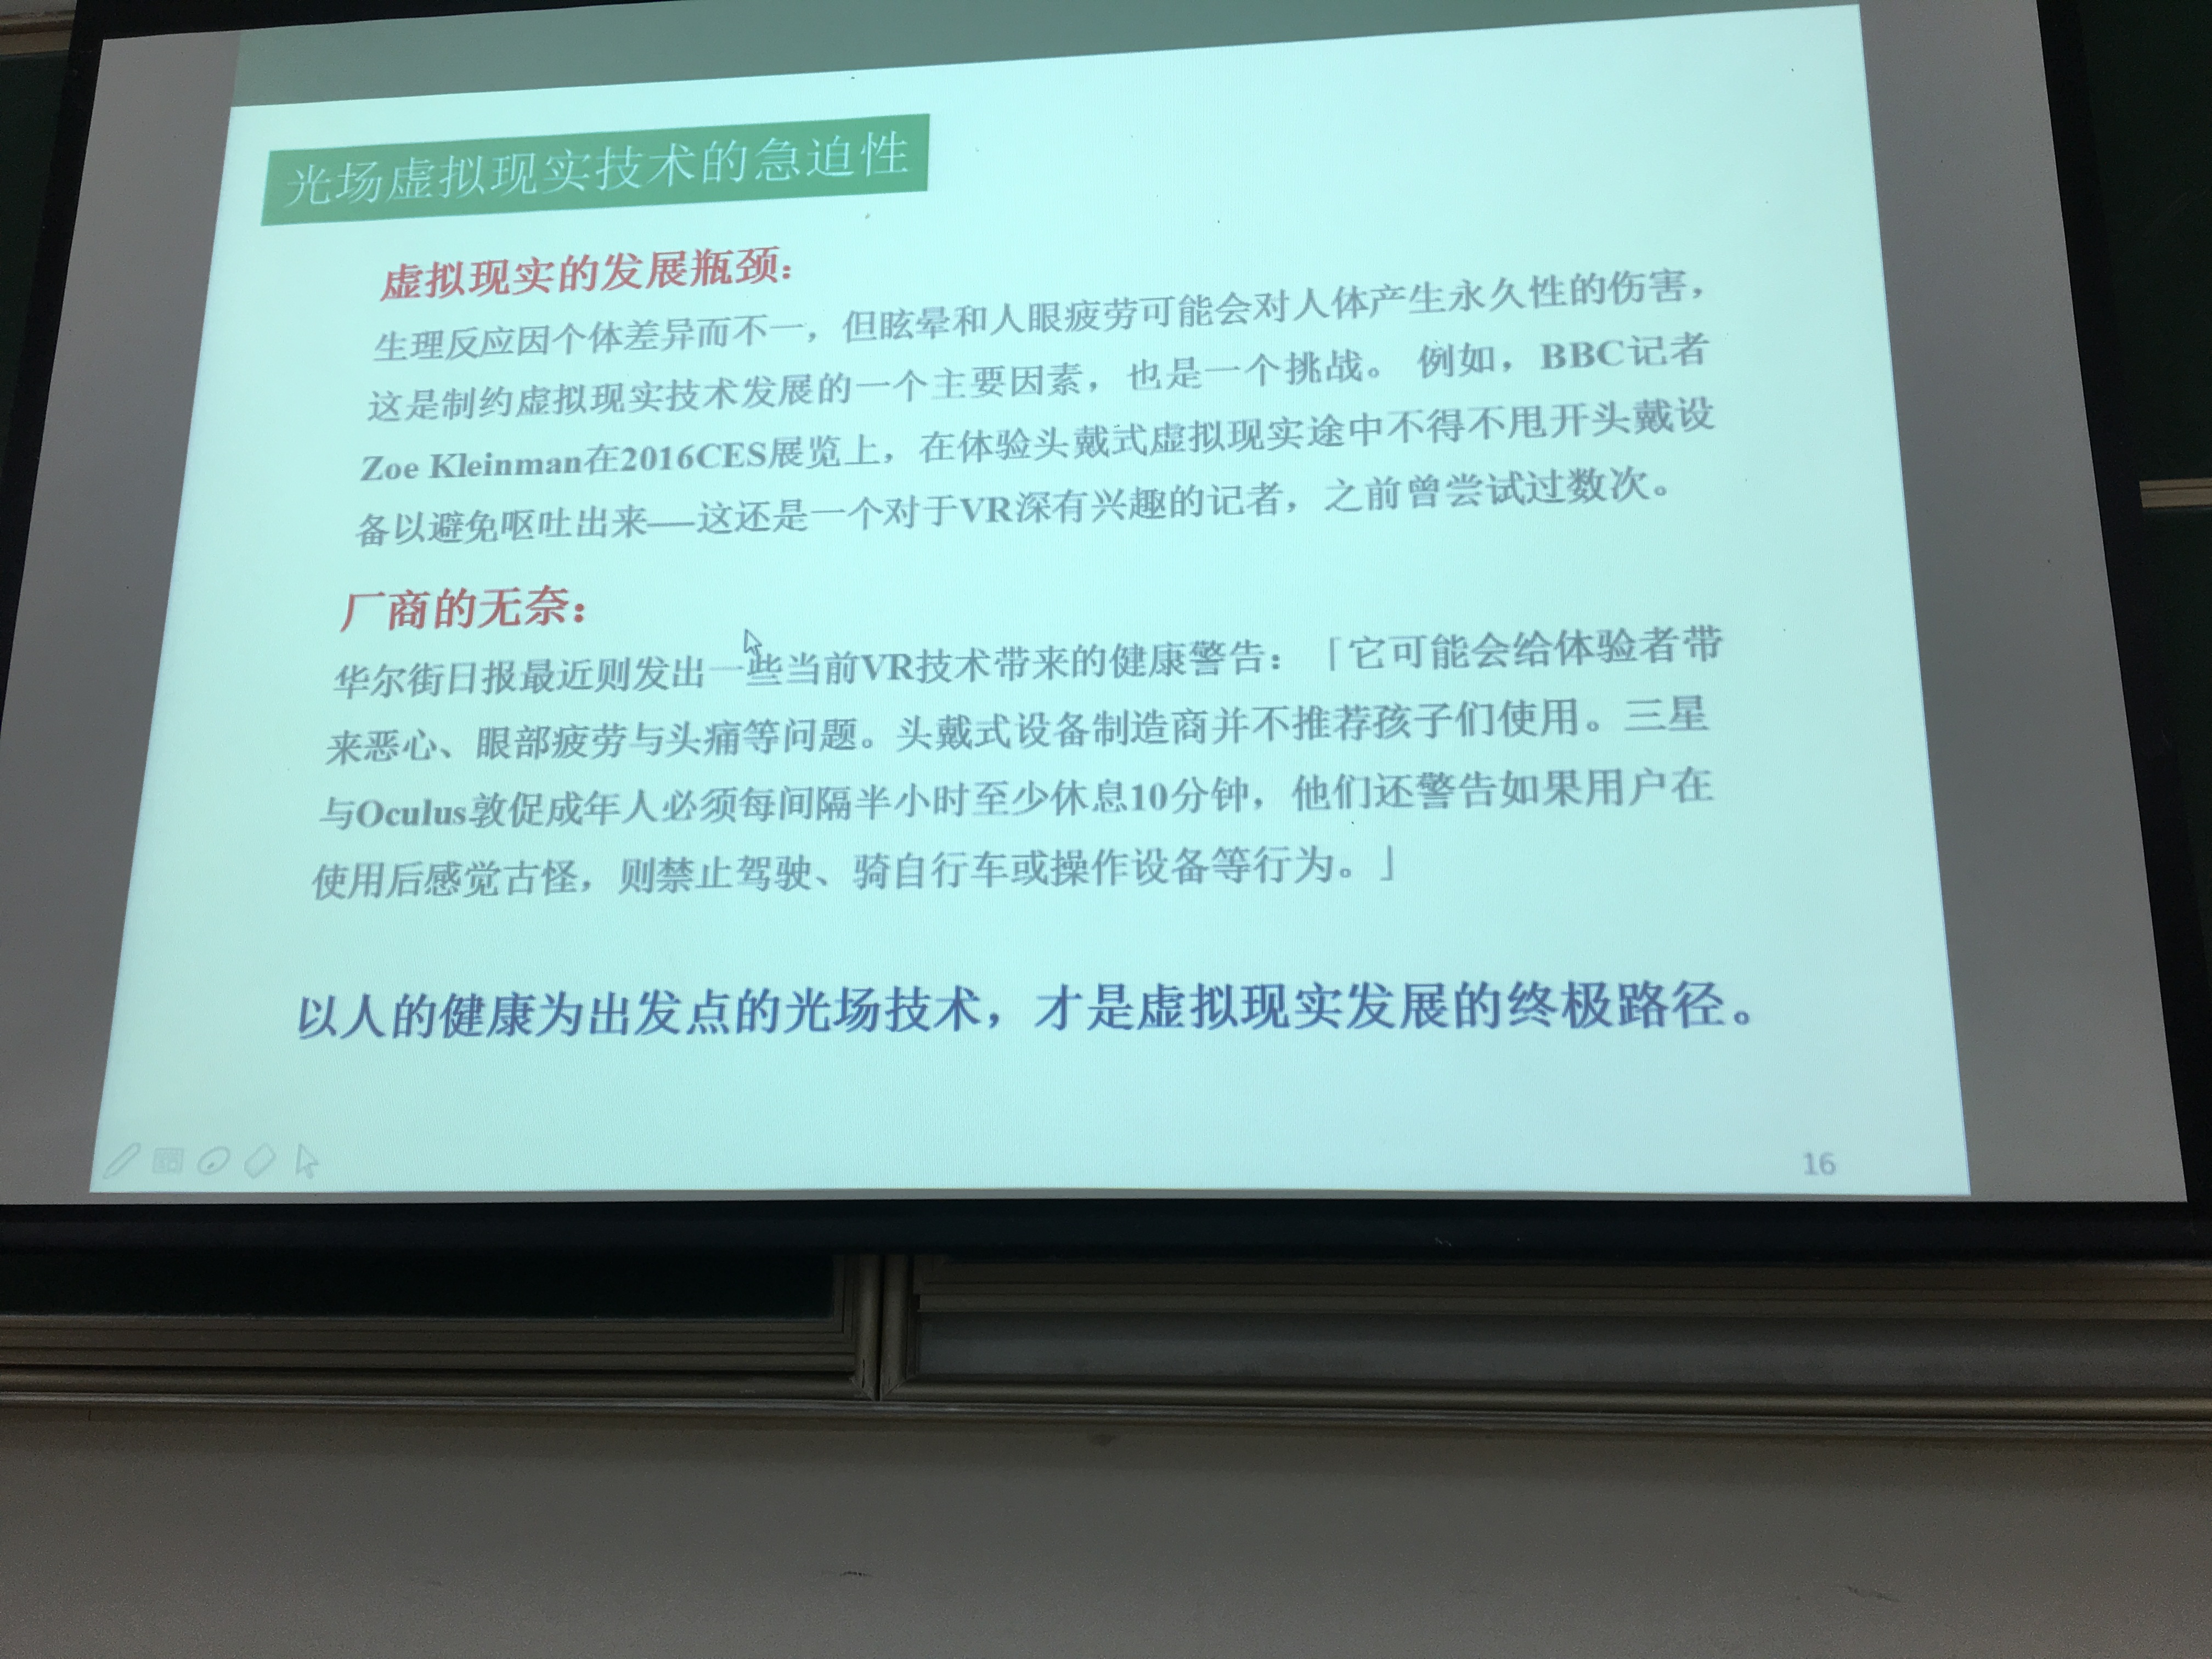 光场虚拟现实技术的急迫性
虚拟现实的发展瓶颈：
生理反应因个体差异而不一，但眩晕和人眼疲劳可能会对人体产生永久性的伤害，
这是制约虚拟现实技术发展的一个主要因素，也是一个挑战。 例如，BBC记者
Zoe Kleinman在2016CES展览上，在体验头戴式虚拟现实途中不得不甩开头戴设
备以避免呕吐出来—这还是一个对于VR深有兴趣的记者，之前曾尝试过数次。
厂商的无奈：
华尔街日报最近则发出一些当前VR技术带来的健康警告：「它可能会给体验者带
来恶心、眼部疲劳与头痛等问题。头戴式设备制造商并不推荐孩子们使用。三星
与Oculus敦促成年人必须每间隔半小时至少休息10分钟，他们还警告如果用户在
使用后感觉古怪，则禁止驾驶、骑自行车或操作设备等行为。」
以人的健康为出发点的光场技术，才是虚拟现实发展的终极路径。
16